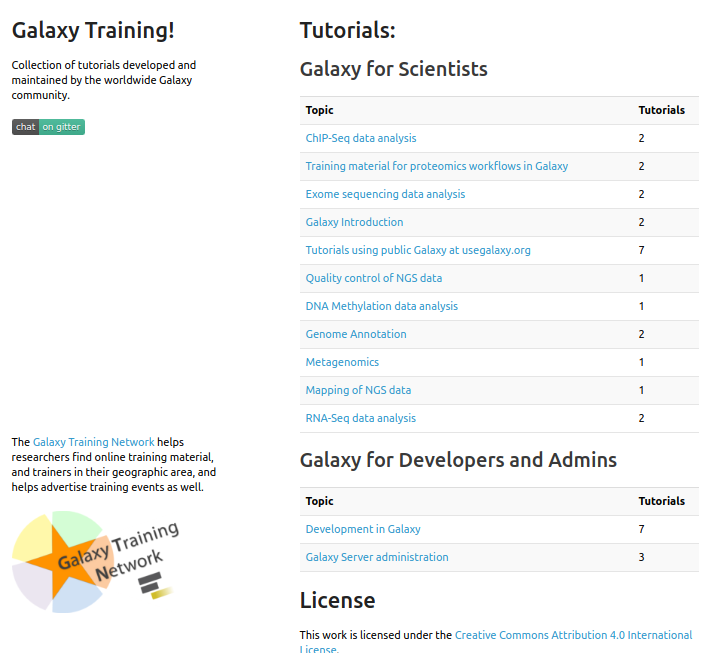 Galaxy Training!
Collection of tutorials developed and
maintained by the worldwide Galaxy
community.
chat on gitter
The Galaxy Training Network helps
researchers find online training material,
and trainers in their geographic area, and
helps advertise training events as well.
Galaxy Training
Network
Tutorials:
Galaxy for Scientists
Topic Tutorials
ChIP-Seq data analysis 2
Training material for proteomics workflows in Galaxy 2
Exome sequencing data analysis 2
Galaxy Introduction 2
Tutorials using public Galaxy at usegalaxy.org 7
Quality control of NGS data 1
DNA Methylation data analysis 1
Genome Annotation 2
Metagenomics 1
Mapping of NGS data 1
RNA-Seq data analysis 2
Galaxy for Developers and Admins
Topic Tutorials
Development in Galaxy 7
Galaxy Server administration 3
License
This work is licensed under the Creative Commons Attribution 4.0 International
License.